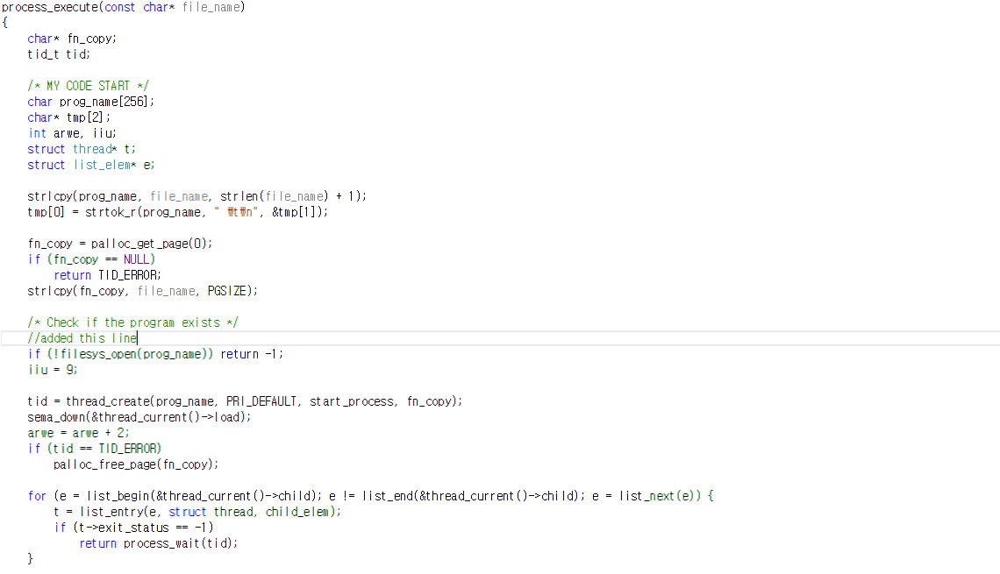 process_execute(const char* file_name)
{
char* fn_copy;
tid_t tid;
/* MY CODE START */
char prog_name[256];
char* tmp[2];
int arwe, iiu;
struct thread* t;
struct list_elem* e;
strlcpy(prog_name, file_name, strlen(file_name) + 1);
tmp[0] = strtok_r(prog_name, " ₩t₩n", &tmp[1]);
fn_copy = palloc_get_page(0);
if (fn_copy == NULL)
return TID_ERROR;
strlcpy(fn_copy, file_name, PGSIZE);
/* Check if the program exists */
//added this line
if (!filesys_open(prog_name)) return -1;
iiu = 9;
tid = thread_create(prog_name, PRI_DEFAULT, start_process, fn_copy);
sema_down(&thread_current()->load);
arwe = arwe + 2;
if (tid == TID_ERROR)
palloc_free_page(fn_copy);
for (e = list_begin(&thread_current()->child); e != list_end(&thread_current()->child); e = list_next(e)) {
t = list_entry(e, struct thread, child_elem);
if (t->exit_status == -1)
return process_wait(tid);
}